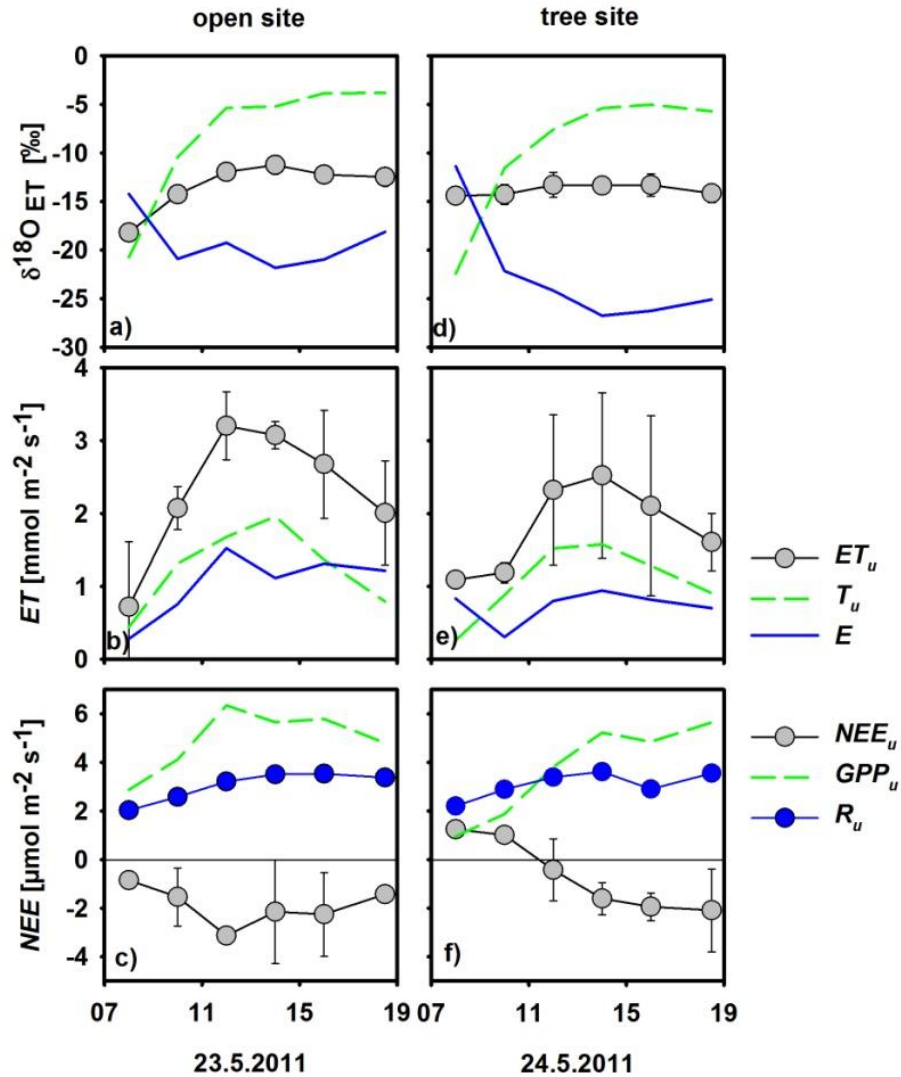 open site
tree site
δ18O ET [‰]
0
-5
-10
-15
-20
-25
-30
a)
d)
ET [mmol m-2 s-1]
4
3
2
1
0
b)
e)
ETu
Tu
E
NEE [µmol m-2 s-1]
6
4
2
0
-2
-4
c)
f)
NEEu
GPPu
Ru
07 11 15 19
07 11 15 19
23.5.2011
24.5.2011